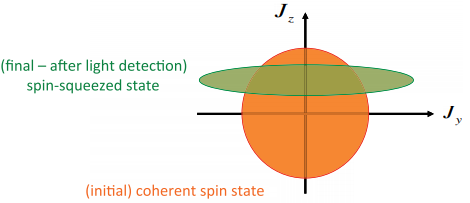 J_z
(final – after light detection)
spin-squeezed state
J_y
(initial) coherent spin state